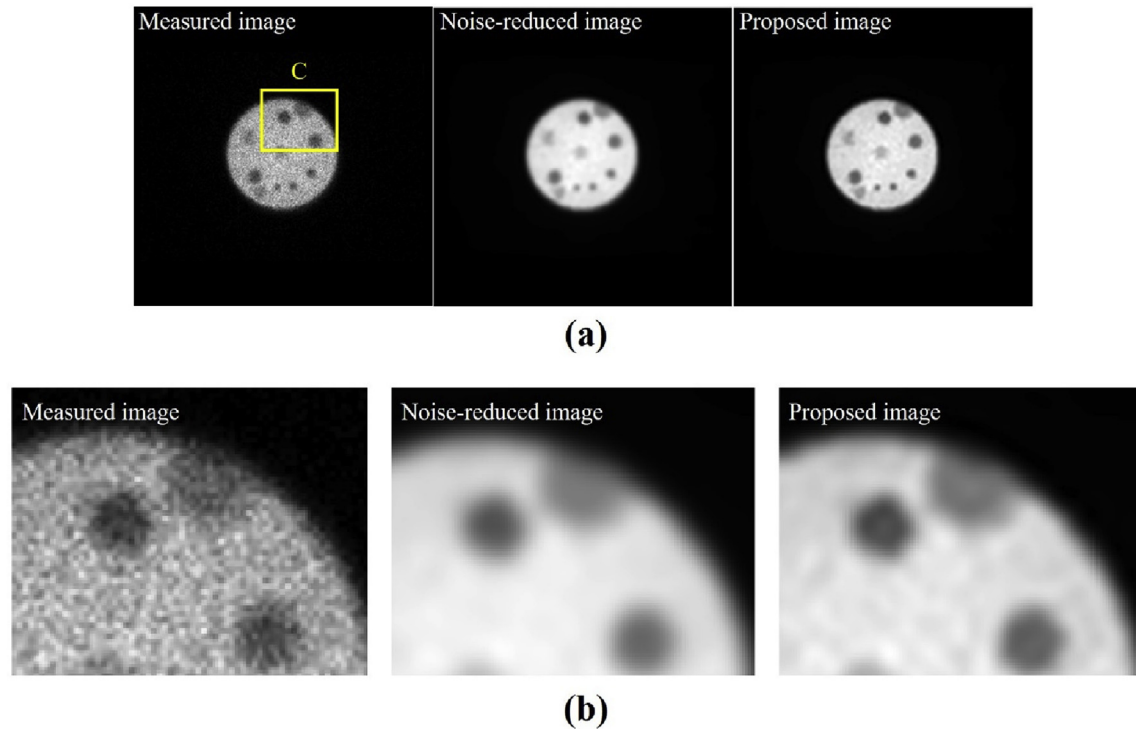 Measured image
Noise-reduced image
Proposed image
C
(a)
Measured image
Noise-reduced image
Proposed image
(b)